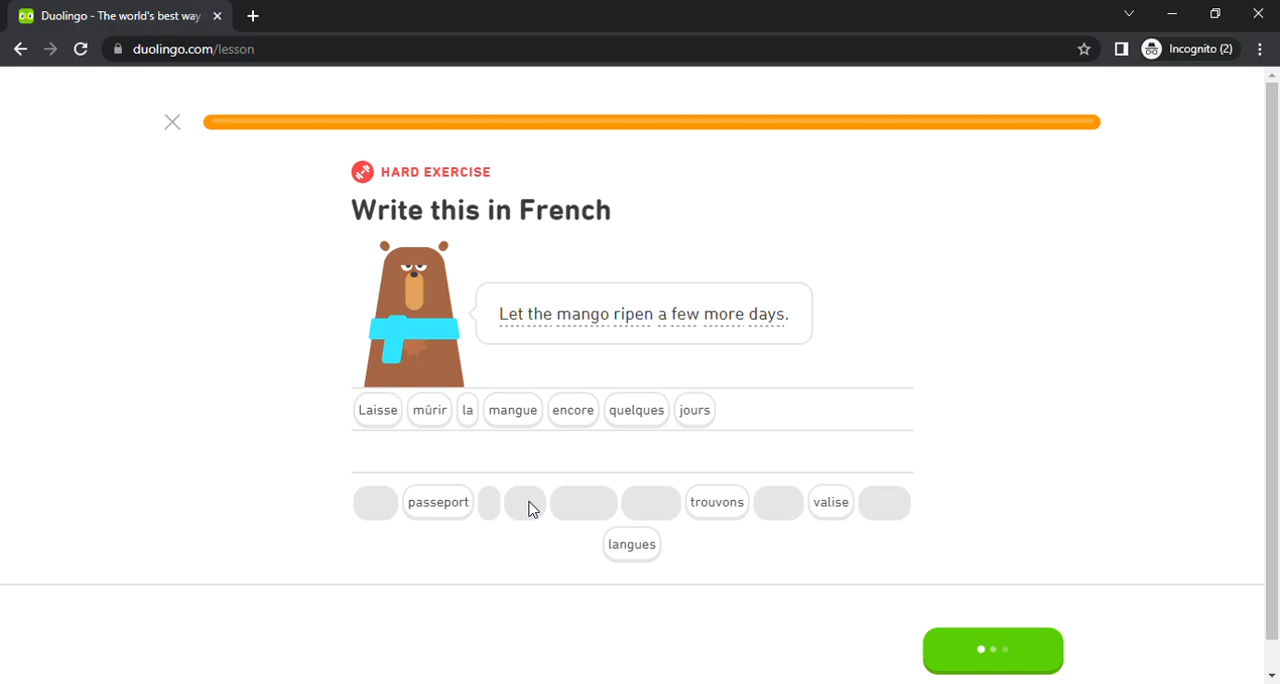 Duolingo - The world's best way
duolingo.com/lesson
Incognito (2)
HARD EXERCISE
Write this in French
Let the mango ripen a few more days.
Laisse mûrir la mangue encore quelques jours
passeport trouvons valise
langues